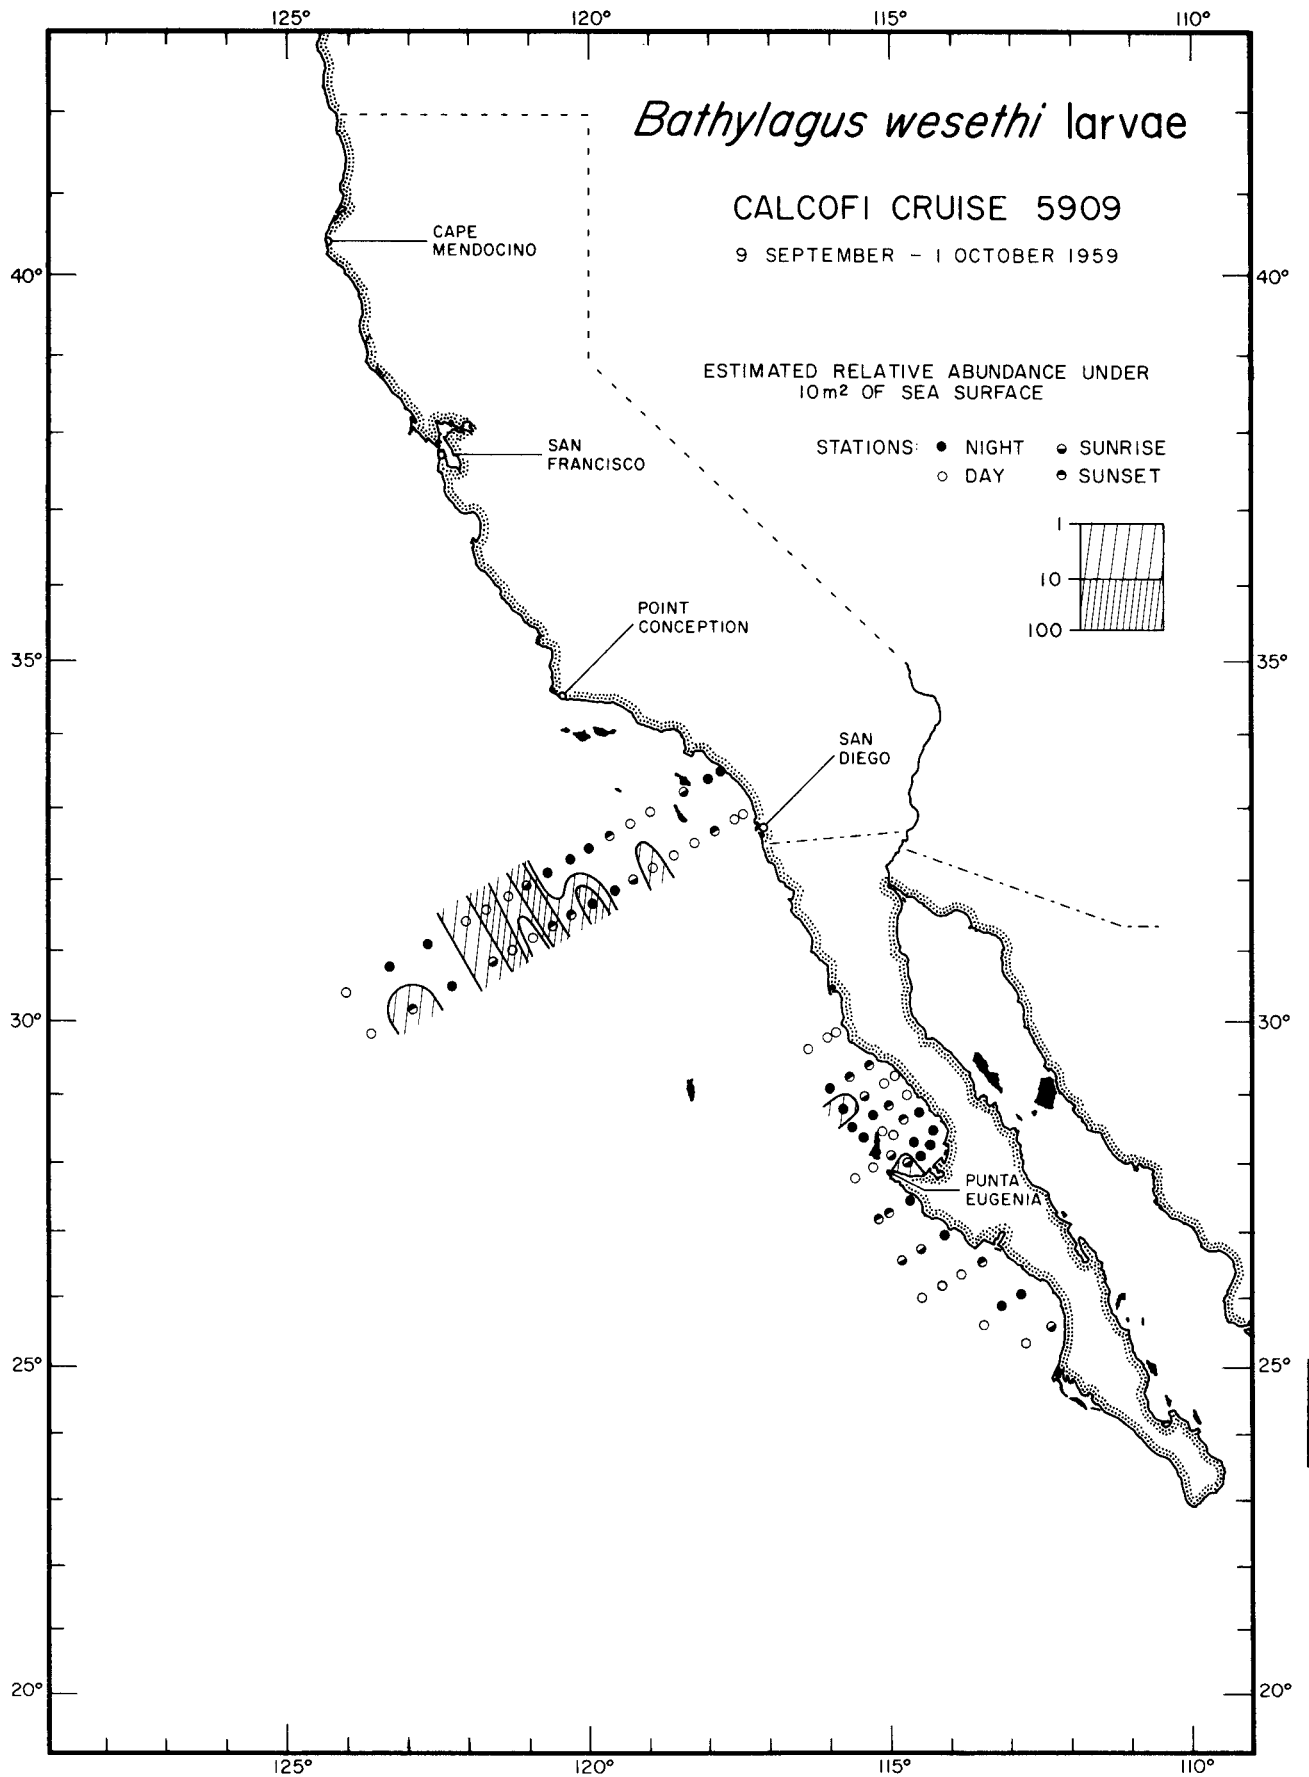 125° 120° 115° 110°
Bathylagus wesethi larvae
CALCOFI CRUISE 5909
9 SEPTEMBER – 1 OCTOBER 1959
CAPE
MENDOCINO
40° 40°
ESTIMATED RELATIVE ABUNDANCE UNDER
10m² OF SEA SURFACE
STATIONS: NIGHT SUNRISE
DAY SUNSET
SAN
FRANCISCO
1
10
100
POINT
CONCEPTION
35° 35°
SAN
DIEGO
30° 30°
PUNTA
EUGENIA
25° 25°
20° 20°
125° 120° 115° 110°